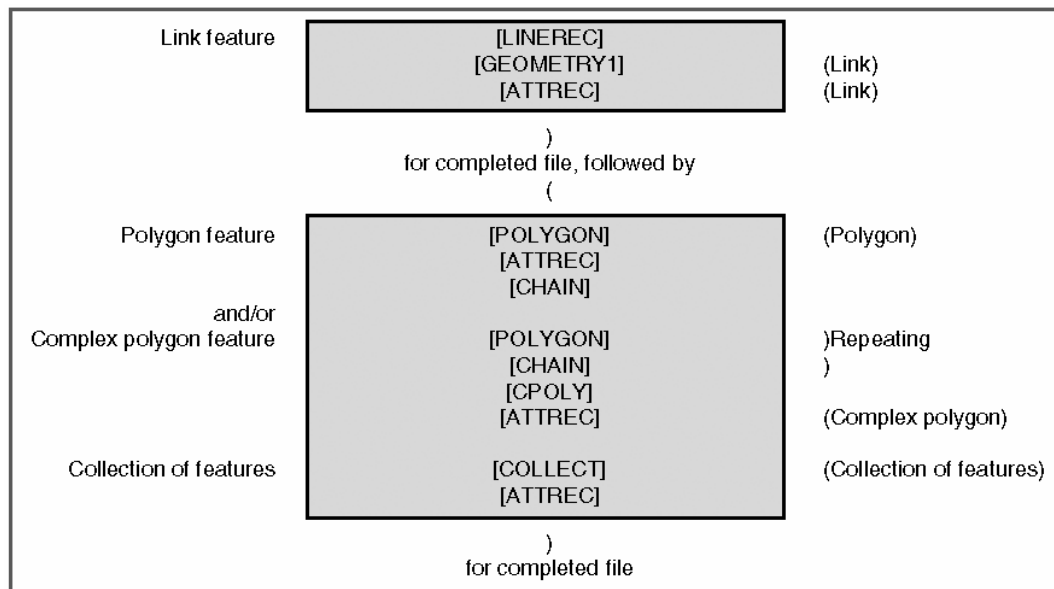 Link feature [LINEREC]
[GEOMETRY1] (Link)
[ATTREC] (Link)
)
for completed file, followed by
(
Polygon feature [POLYGON] (Polygon)
[ATTREC]
[CHAIN]
and/or
Complex polygon feature [POLYGON] )Repeating
[CHAIN] )
[CPOLY]
[ATTREC] (Complex polygon)
Collection of features [COLLECT] (Collection of features)
[ATTREC]
)
for completed file